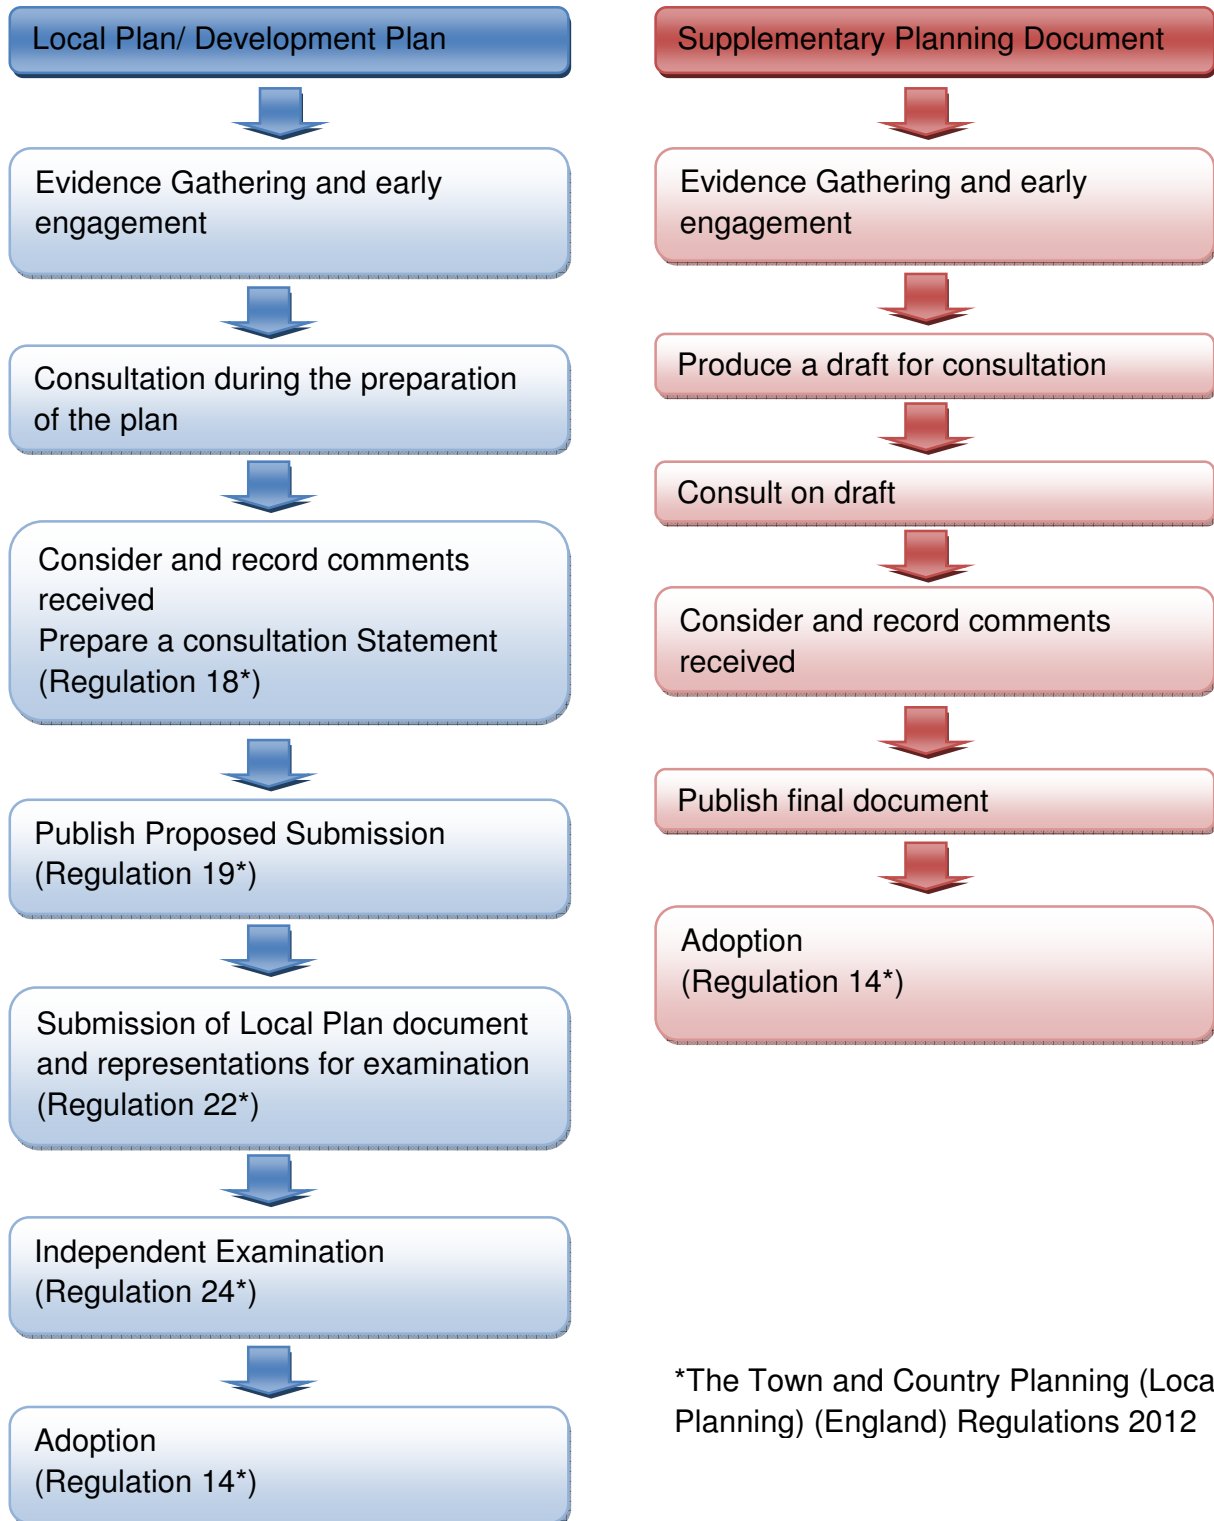 Local Plan/ Development Plan
Evidence Gathering and early
engagement
Consultation during the preparation
of the plan
Consider and record comments
received
Prepare a consultation Statement
(Regulation 18*)
Publish Proposed Submission
(Regulation 19*)
Submission of Local Plan document
and representations for examination
(Regulation 22*)
Independent Examination
(Regulation 24*)
Adoption
(Regulation 14*)
Supplementary Planning Document
Evidence Gathering and early
engagement
Produce a draft for consultation
Consult on draft
Consider and record comments
received
Publish final document
Adoption
(Regulation 14*)
*The Town and Country Planning (Loca
Planning) (England) Regulations 2012